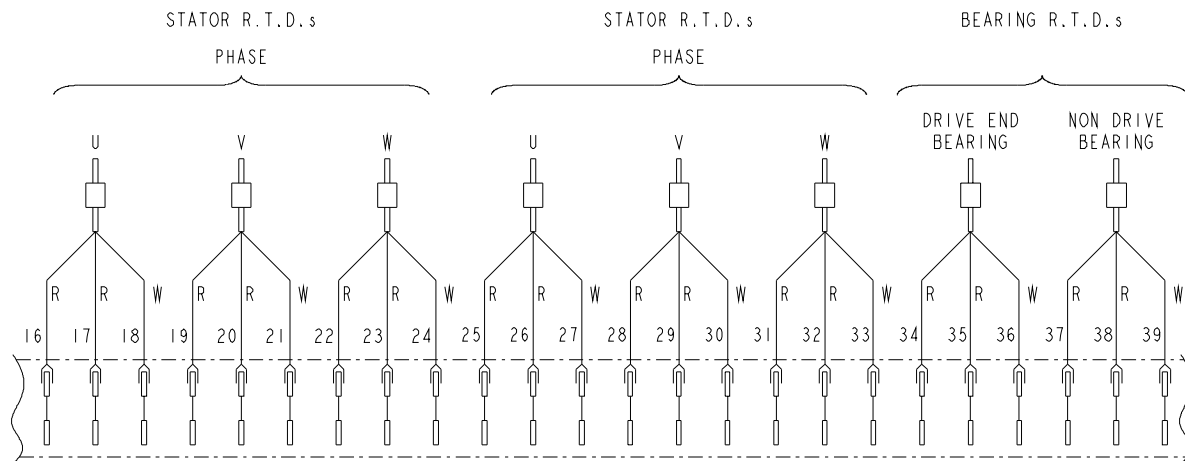 STATOR R.T.D.s STATOR R.T.D.s BEARING R.T.D.s
PHASE PHASE
DRIVE END NON DRIVE
BEARING BEARING
U V W U V W
R R W R R W R R W R R W R R W R R W R R W R R W
16 17 18 19 20 21 22 23 24 25 26 27 28 29 30 31 32 33 34 35 36 37 38 39